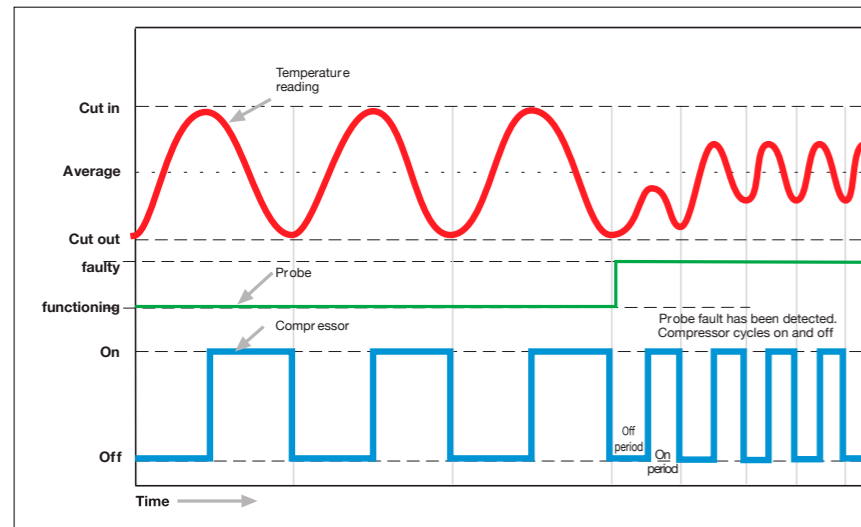 Temperature
reading
Cut in
Average
Cut out
faulty
Probe
functioning
Probe fault has been detected.
Compressor cycles on and off
Compressor
On
Off
period
On
period
Off
Time